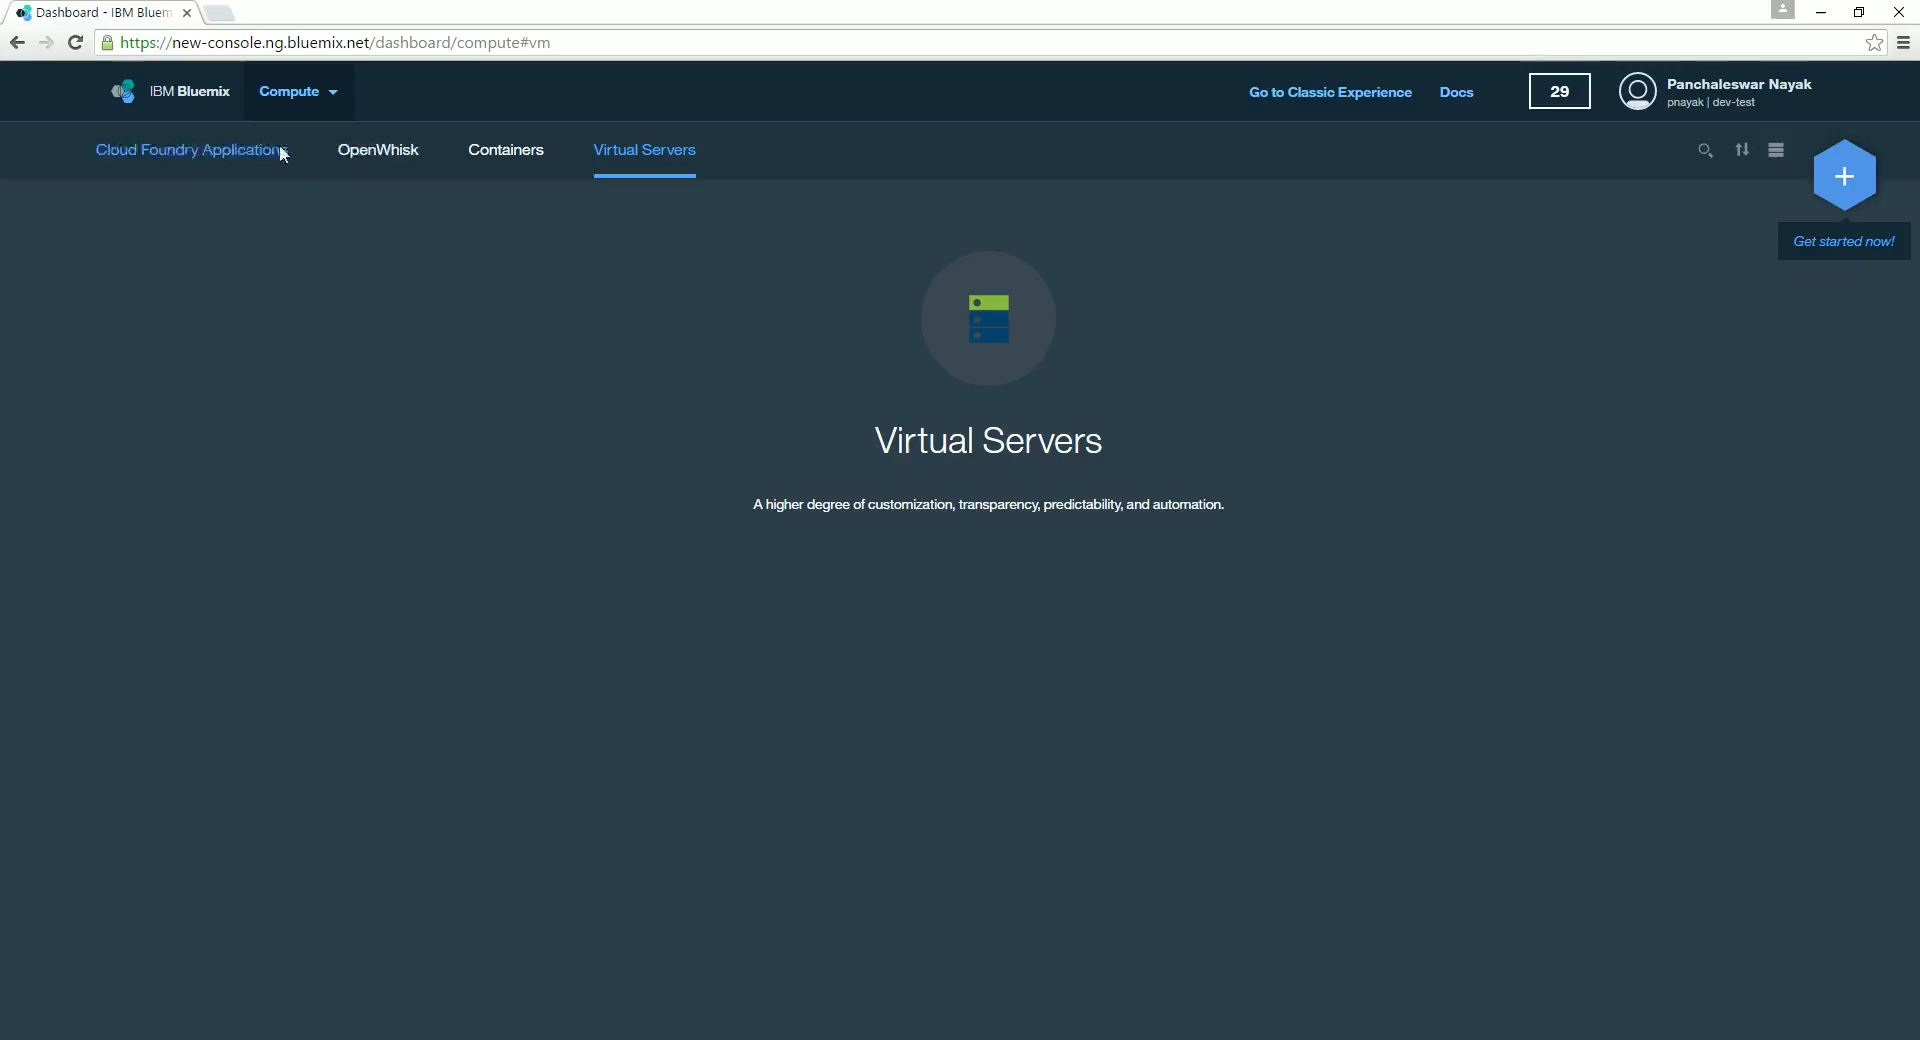 Dashboard - IBM Bluem
https://new-console.ng.bluemix.net/dashboard/compute#vm
IBM Bluemix
Compute
Go to Classic Experience
Docs
29
Panchaleswar Nayak
pnayak | dev-test
Cloud Foundry Applications
OpenWhisk
Containers
Virtual Servers
+
Get started now!
Virtual Servers
A higher degree of customization, transparency, predictability, and automation.